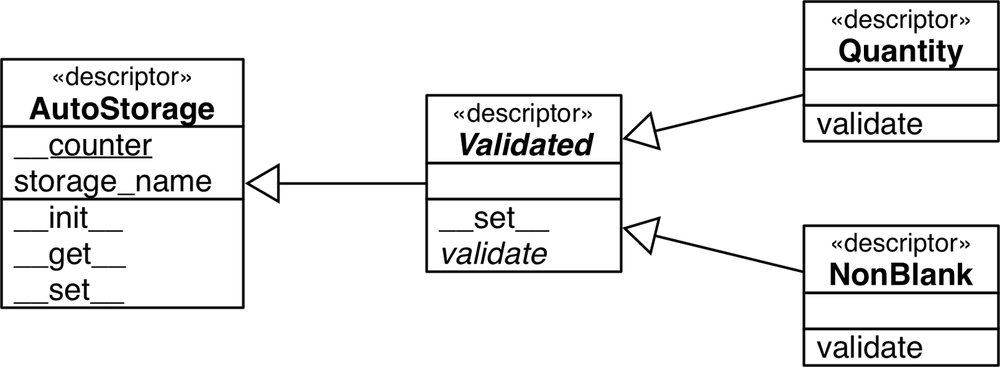 «descriptor»
AutoStorage
__counter
storage_name
__init__
__get__
__set__
«descriptor»
Validated
__set__
validate
«descriptor»
Quantity
validate
«descriptor»
NonBlank
validate